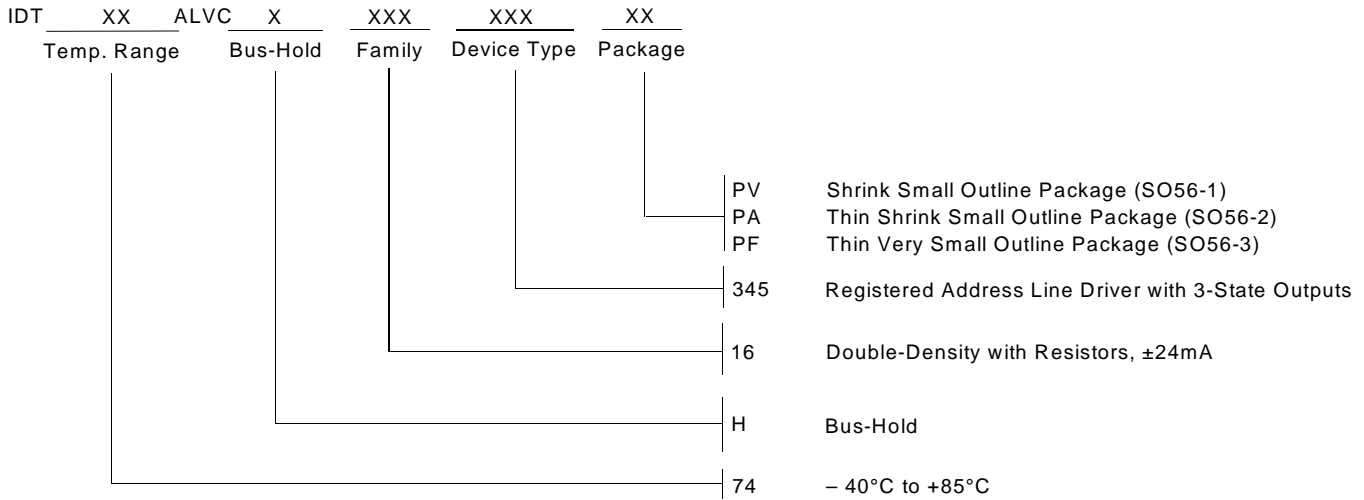 IDT XX ALVC X XXX XXX XX
Temp. Range Bus-Hold Family Device Type Package
PV Shrink Small Outline Package (SO56-1)
PA Thin Shrink Small Outline Package (SO56-2)
PF Thin Very Small Outline Package (SO56-3)
345 Registered Address Line Driver with 3-State Outputs
16 Double-Density with Resistors, ±24mA
H Bus-Hold
74 – 40°C to +85°C